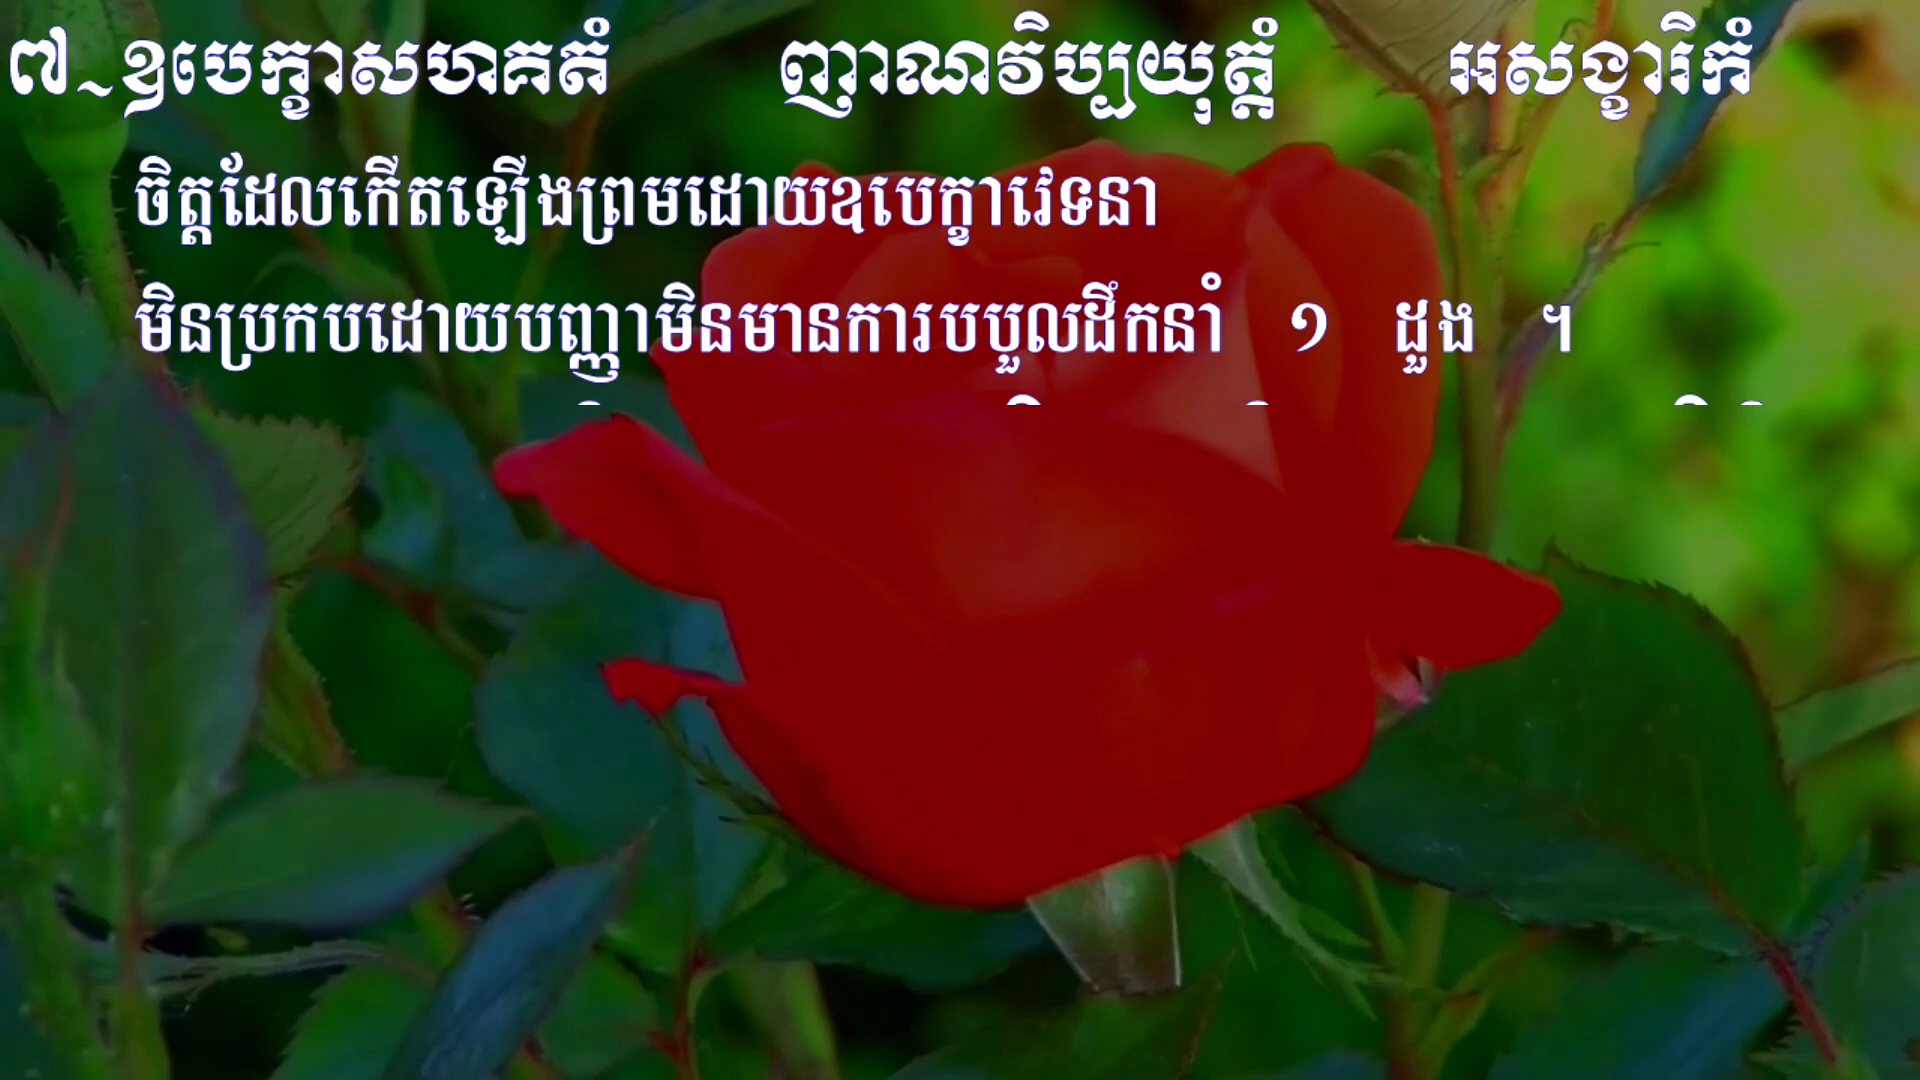 ៧~ឧបេក្ខាសហគតំ ញាណវិប្បយុត្តំ អសង្ខារិកំ
ចិត្តដែលកើតឡើងព្រមដោយឧបេក្ខាវេទនា
មិនប្រកបដោយបញ្ញាមិនមានការបបួលដឹកនាំ ១ ដួង ។